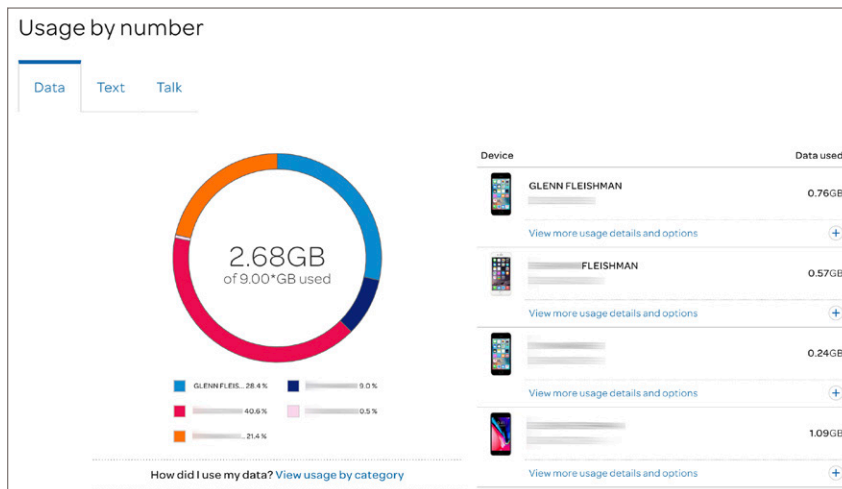 Usage by number
Data Text Talk
2.68GB
of 9.00*GB used
GLENN FLEIS... 28.4 %
9.0 %
40.6 %
0.5 %
... 21.4 %
How did I use my data? View usage by category
Device Data used
GLENN FLEISHMAN
0.76GB
View more usage details and options
FLEISHMAN
0.57GB
View more usage details and options
0.24GB
View more usage details and options
1.09GB
View more usage details and options